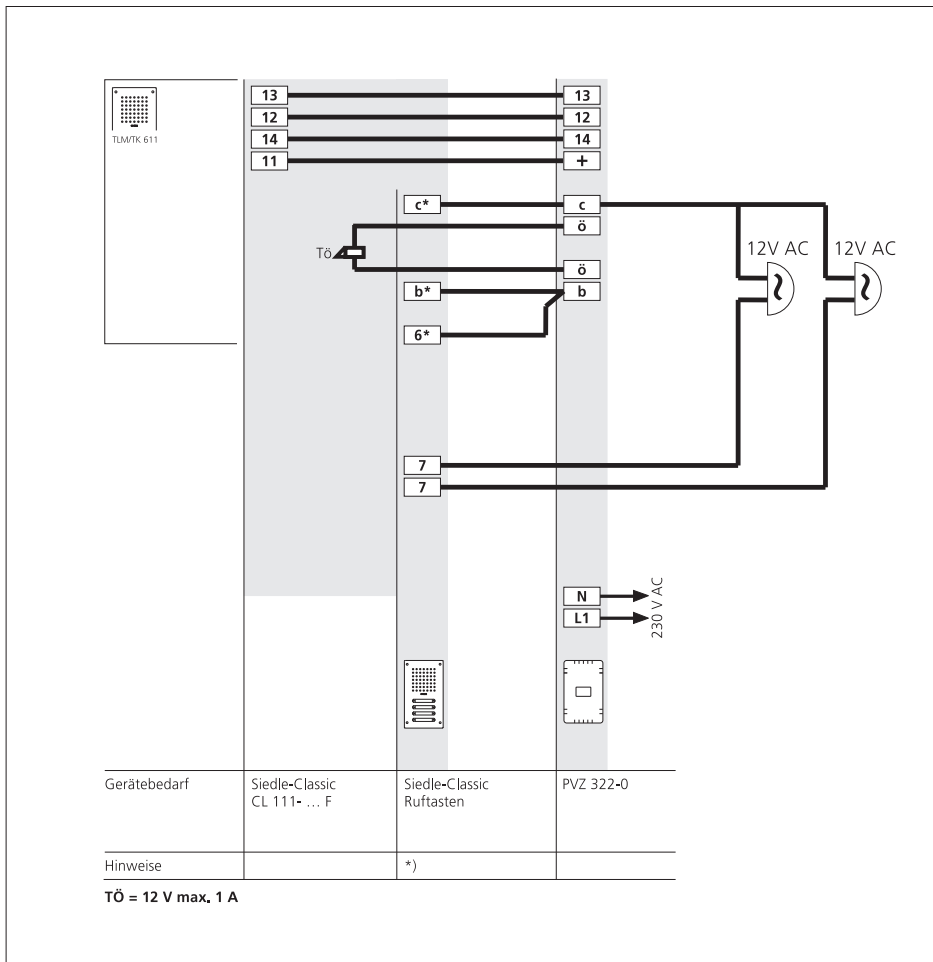 TLM/TK 611
13 13
12 12
14 14
11 +
c* c
ö
Tö
12V AC 12V AC
ö
b* b
6*
7
7
N
L1
230 V AC
Gerätebedarf Siedle-Classic CL 111- ... F Siedle-Classic Ruftasten PVZ 322-0
Hinweise *)
TÖ = 12 V max. 1 A